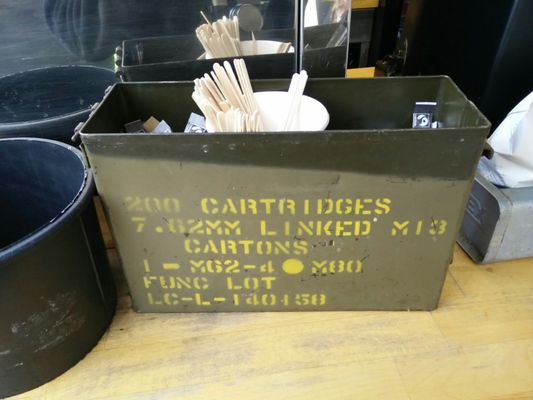 200 CARTRIDGES
7.62MM LINKED M13
CARTONS
1-M62-4 ● M80
FUNC LOT
LC-L-140458